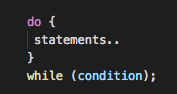 do {
statements..
}
while (condition);